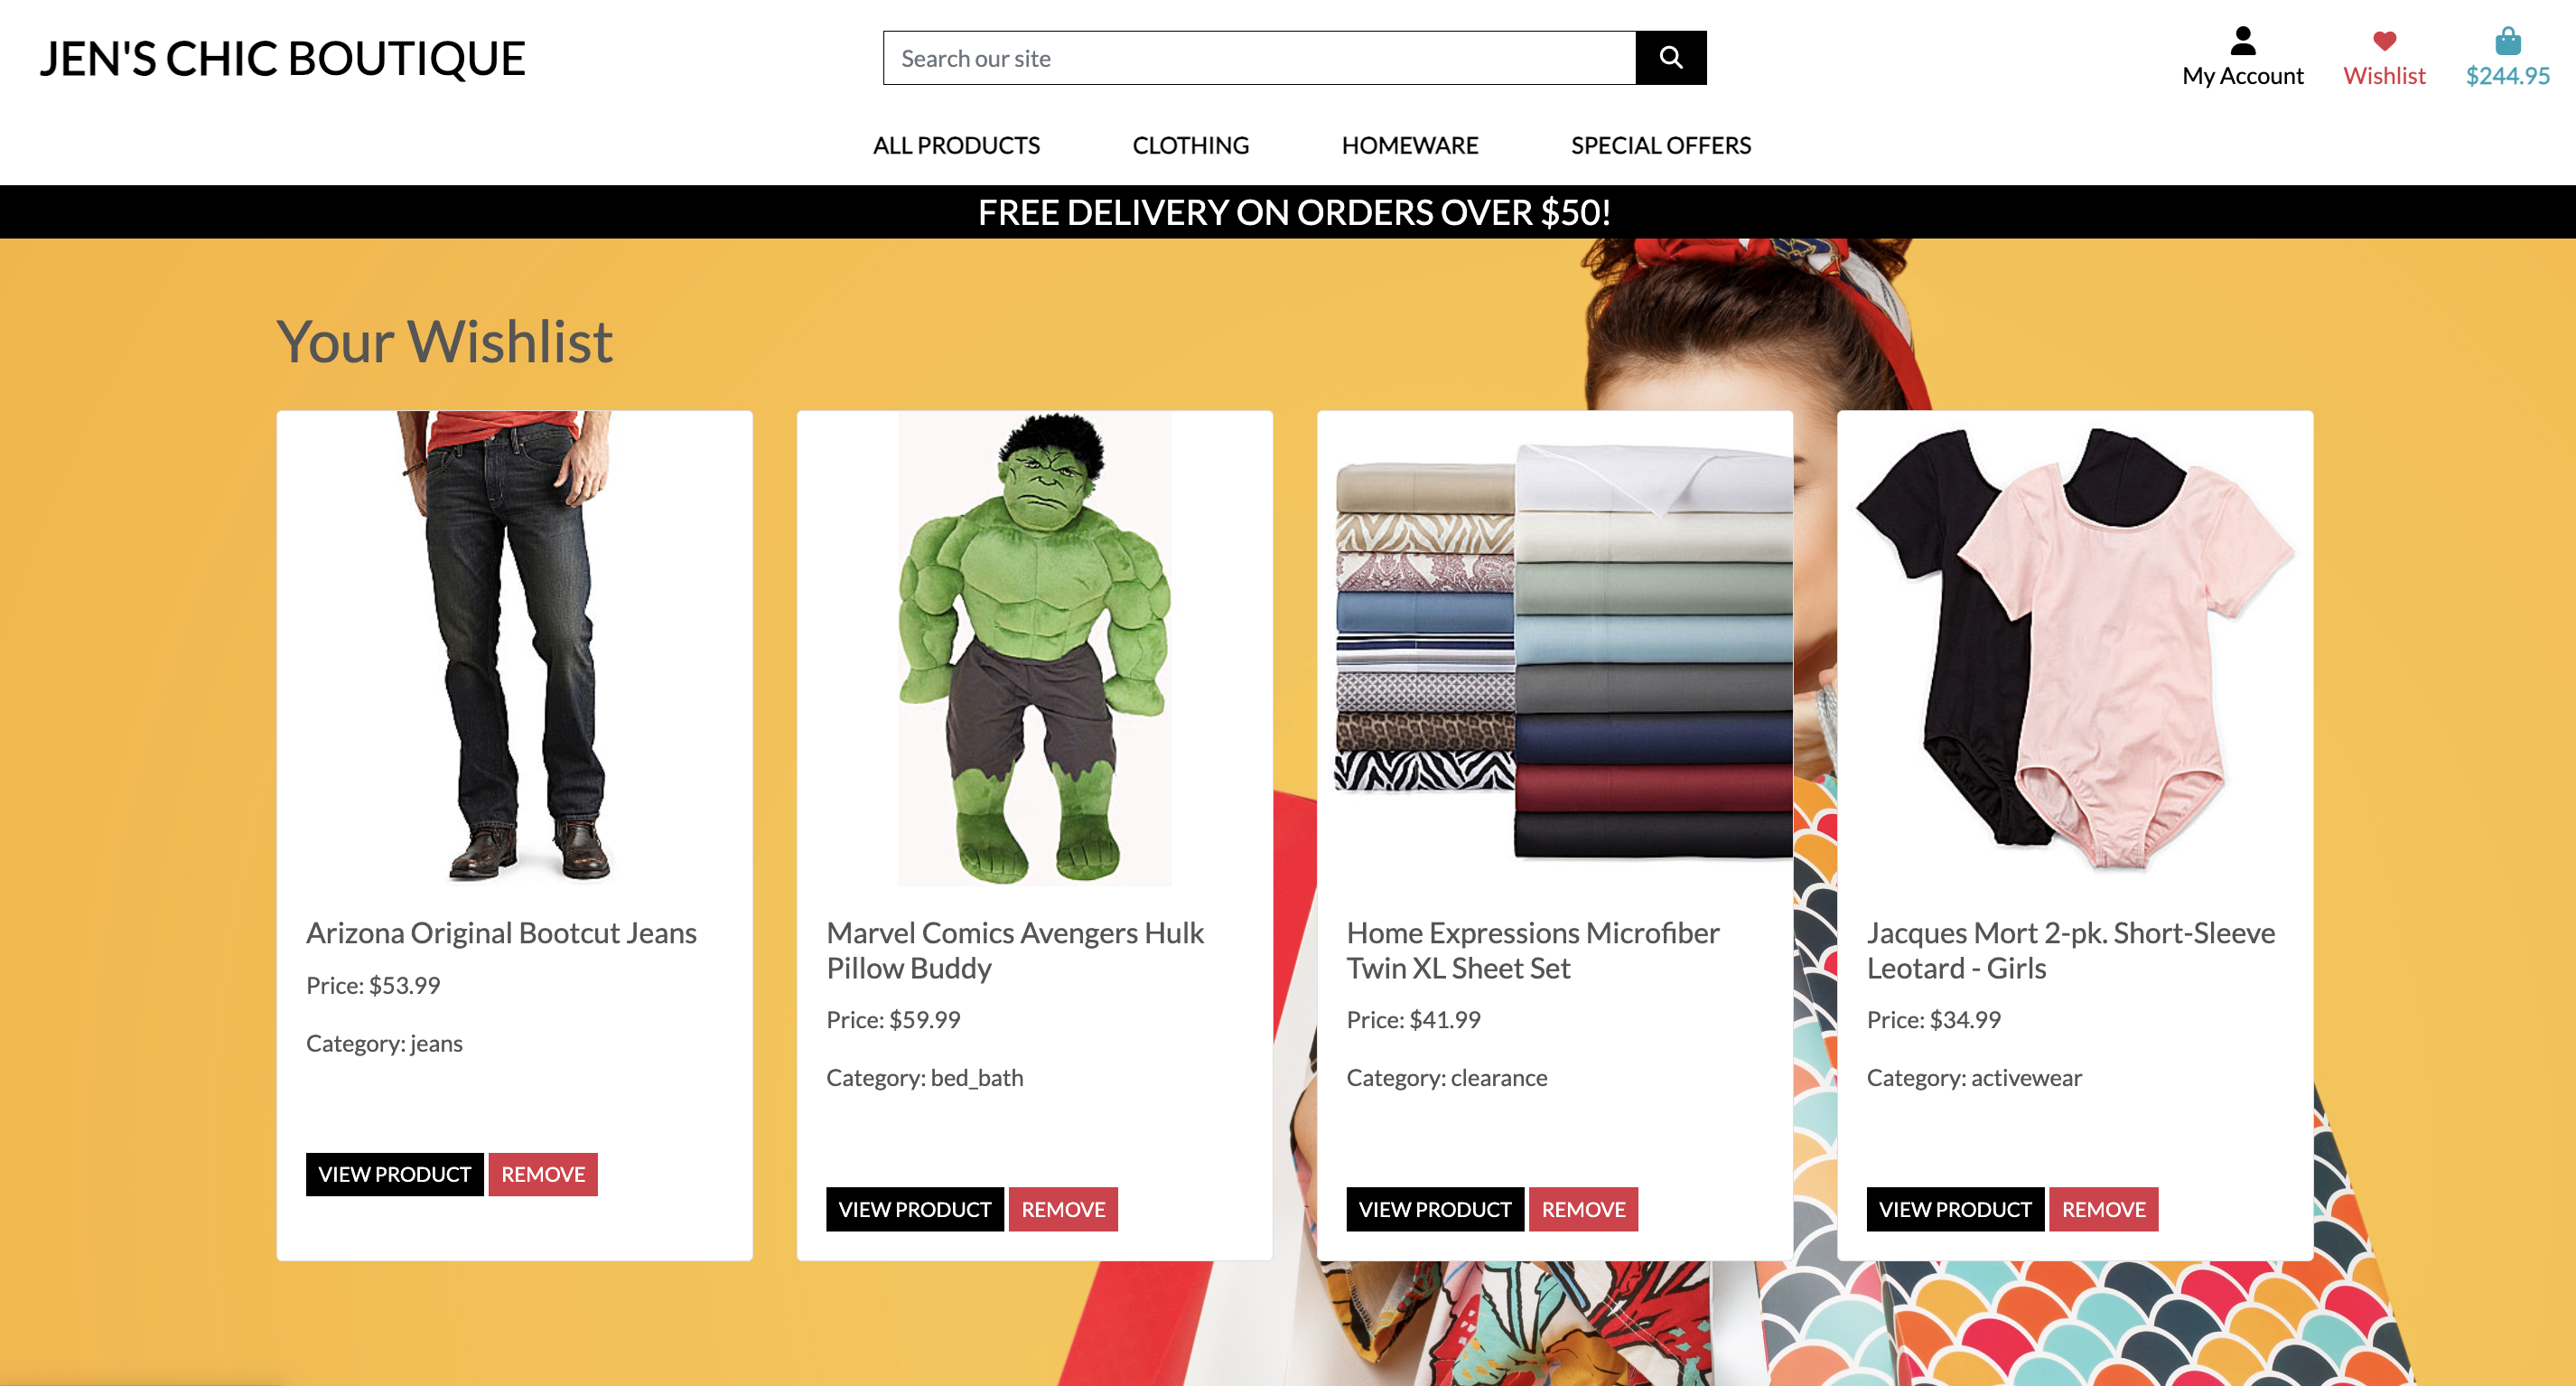 JEN'S CHIC BOUTIQUE
Search our site
My Account
Wishlist
$244.95
ALL PRODUCTS
CLOTHING
HOMEWARE
SPECIAL OFFERS
FREE DELIVERY ON ORDERS OVER $50!
Your Wishlist
Arizona Original Bootcut Jeans
Price: $53.99
Category: jeans
VIEW PRODUCT
REMOVE
Marvel Comics Avengers Hulk
Pillow Buddy
Price: $59.99
Category: bed_bath
VIEW PRODUCT
REMOVE
Home Expressions Microfiber
Twin XL Sheet Set
Price: $41.99
Category: clearance
VIEW PRODUCT
REMOVE
Jacques Mort 2-pk. Short-Sleeve
Leotard - Girls
Price: $34.99
Category: activewear
VIEW PRODUCT
REMOVE